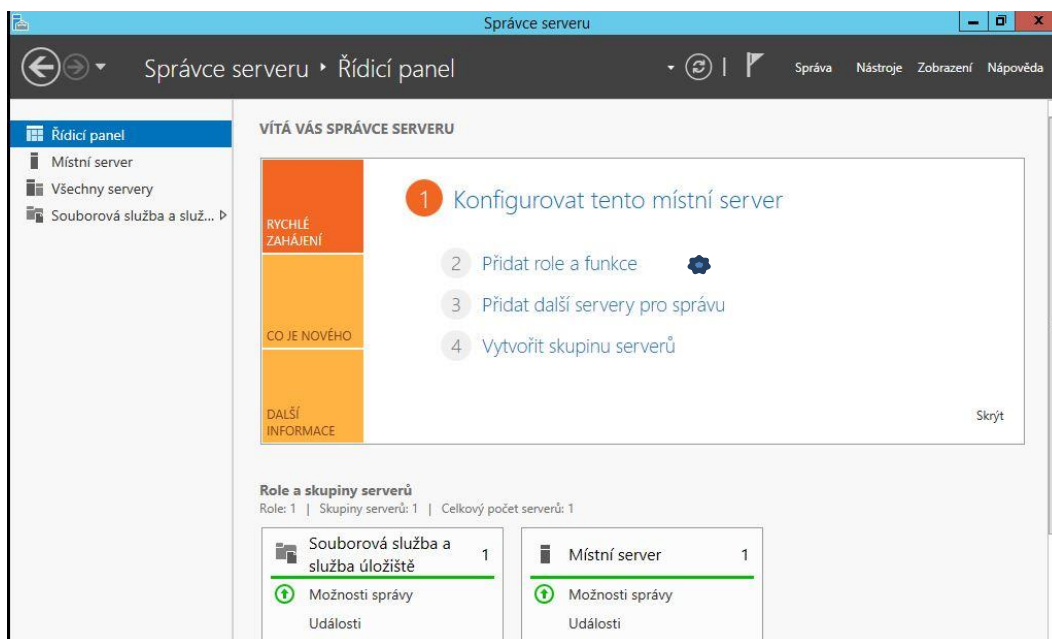 Správce serveru
Správce serveru ‣ Řídicí panel
Správa Nástroje Zobrazení Nápověda
Řídicí panel
Místní server
Všechny servery
Souborová služba a služ...
VÍTÁ VÁS SPRÁVCE SERVERU
RYCHLÉ
ZAHÁJENÍ
CO JE NOVÉHO
DALŠÍ
INFORMACE
1 Konfigurovat tento místní server
2 Přidat role a funkce
3 Přidat další servery pro správu
4 Vytvořit skupinu serverů
Skrýt
Role a skupiny serverů
Role: 1 | Skupiny serverů: 1 | Celkový počet serverů: 1
Souborová služba a
služba úložiště 1
Možnosti správy
Události
Místní server 1
Možnosti správy
Události